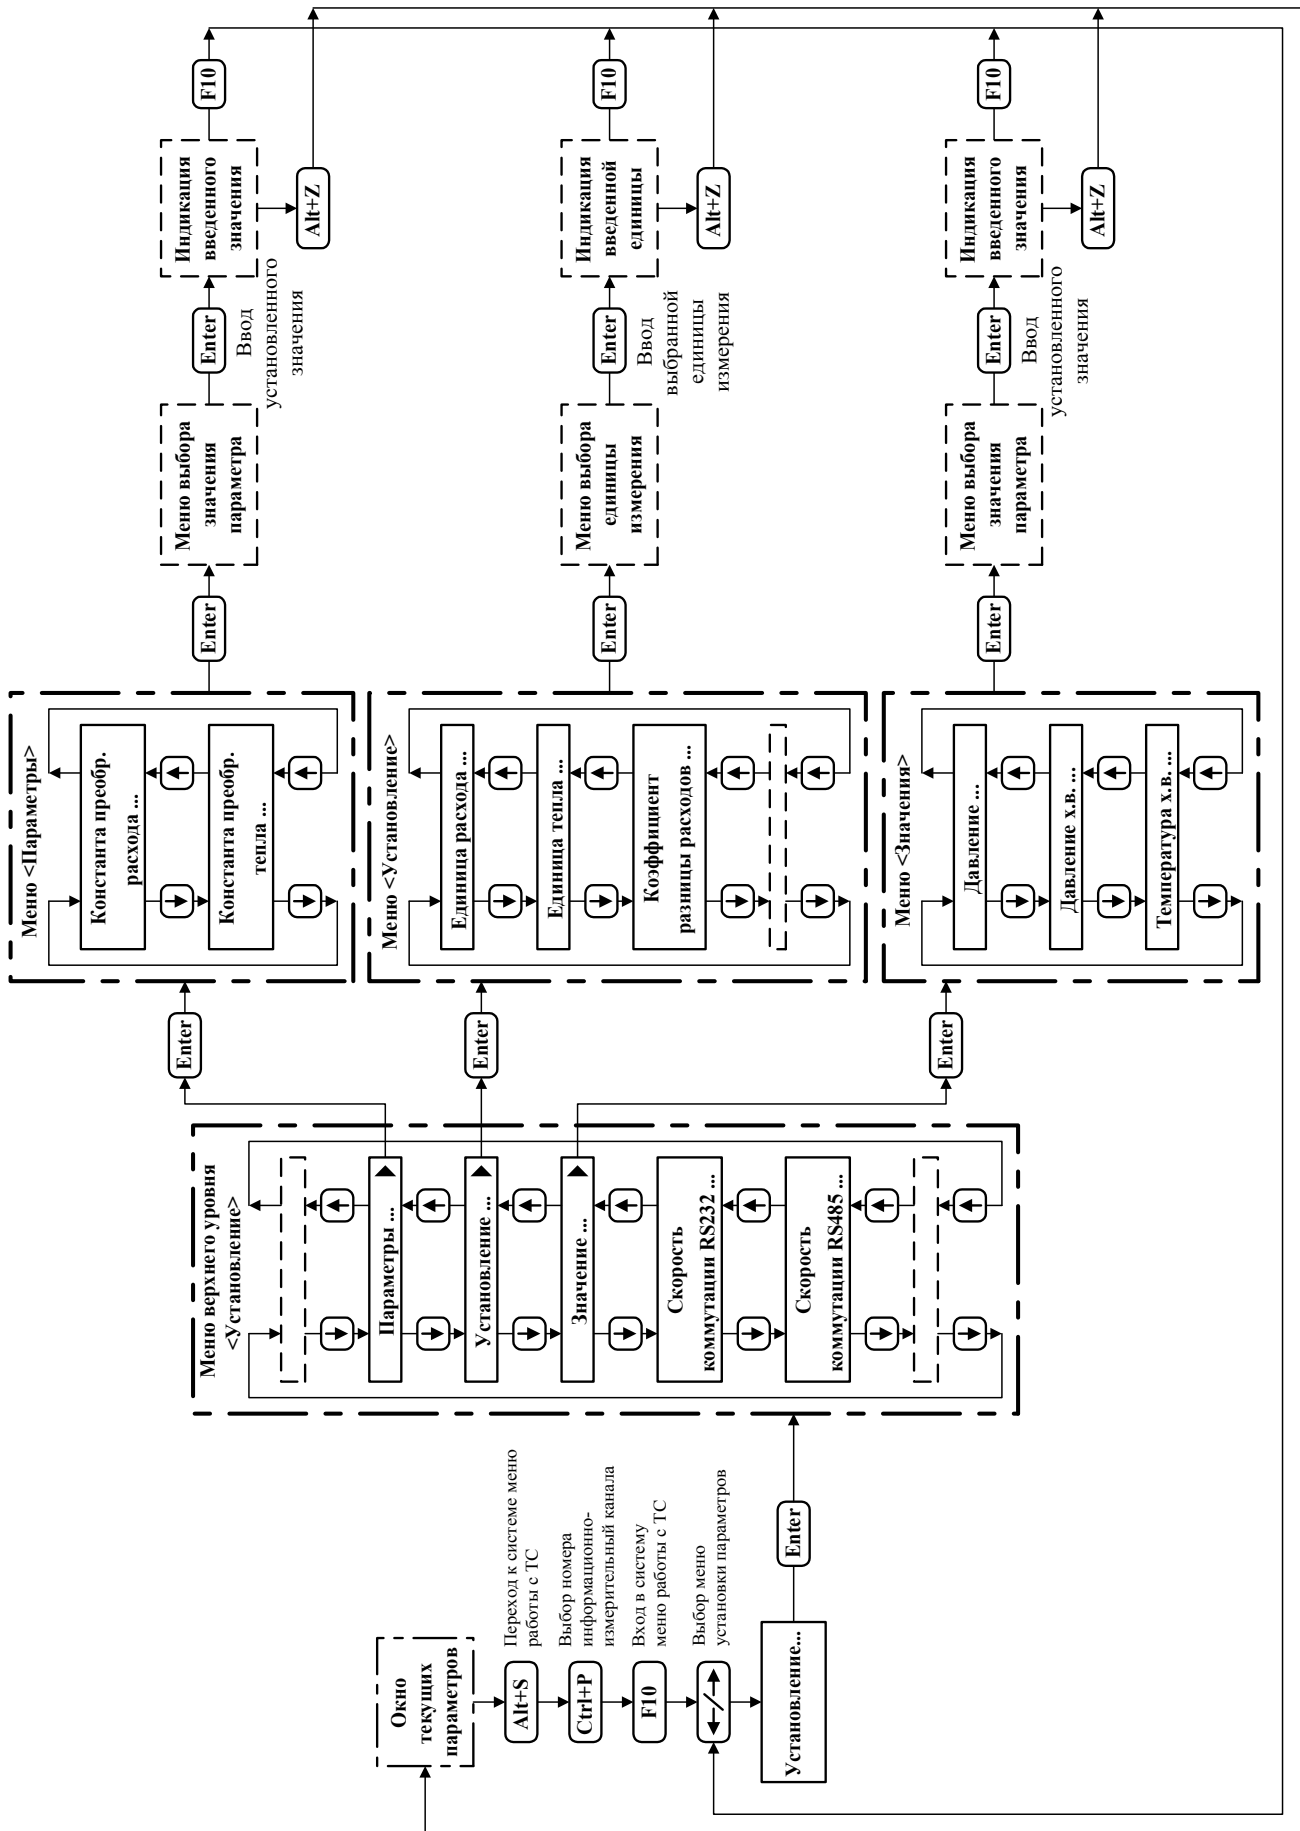 Окно
текущих
параметров
Alt+S
Переход к системе меню
работы с ТС
Ctrl+P
Выбор номера
информационно-
измерительный канала
F10
Вход в систему
меню работы с ТС
Выбор меню
установки параметров
Установление...
Enter
Меню верхнего уровня
<Установление>
Параметры ...
Установление ...
Значение ...
Скорость
коммутации RS232 ...
Скорость
коммутации RS485 ...
Enter
Enter
Enter
Меню <Параметры>
Константа преобр.
расхода ...
Константа преобр.
тепла ...
Enter
Меню выбора
значения
параметра
Enter
Ввод
установленного
значения
Индикация
введенного
значения
F10
Alt+Z
Меню <Установление>
Единица расхода ...
Единица тепла ...
Коэффициент
разницы расходов ...
Enter
Меню выбора
единицы
измерения
Enter
Ввод
выбранной
единицы
измерения
Индикация
введенной
единицы
F10
Alt+Z
Меню <Значения>
Давление ...
Давление х.в. ...
Температура х.в. ...
Enter
Меню выбора
значения
параметра
Enter
Ввод
установленного
значения
Индикация
введенного
значения
F10
Alt+Z